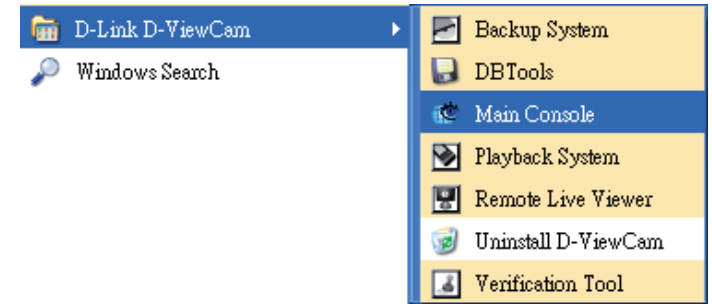 D-Link D-ViewCam
Windows Search
Backup System
DBTools
Main Console
Playback System
Remote Live Viewer
Uninstall D-ViewCam
Verification Tool